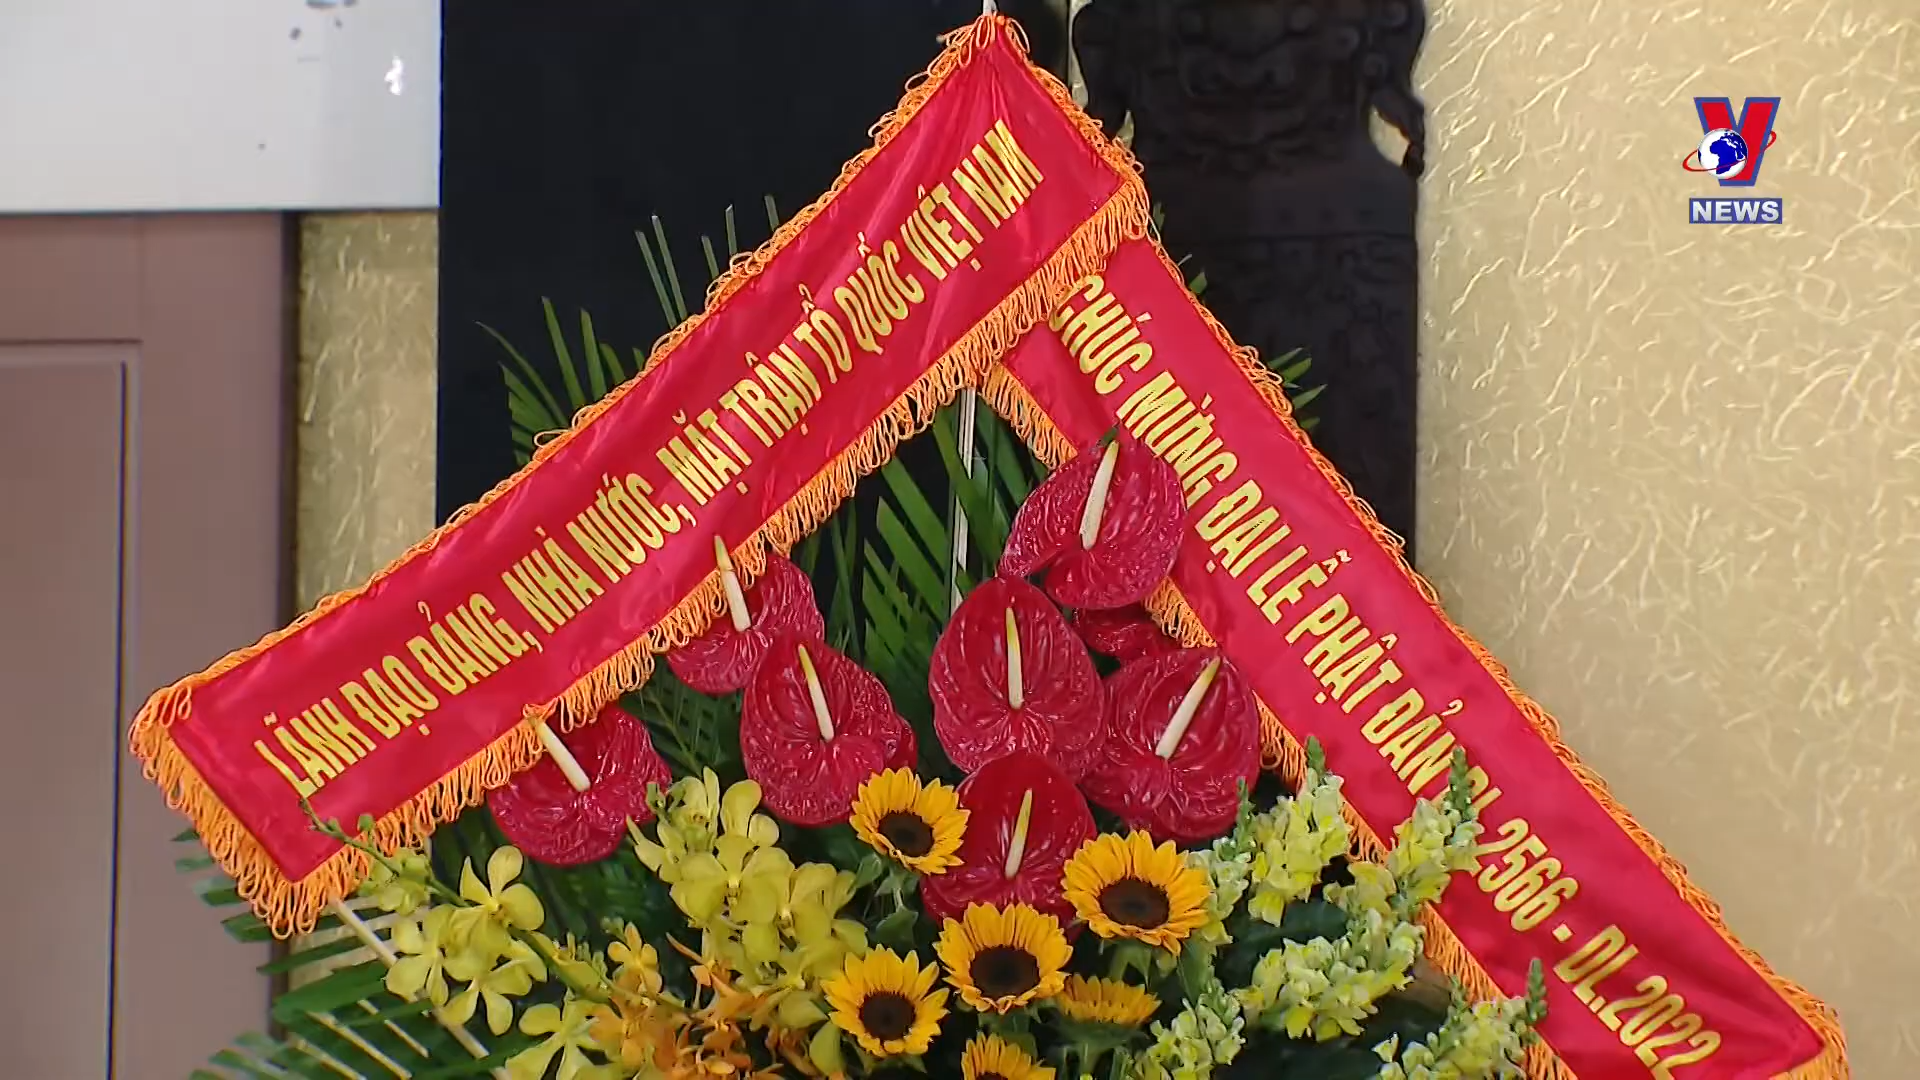 LÃNH ĐẠO ĐẢNG, NHÀ NƯỚC, MẶT TRẬN TỔ QUỐC VIỆT NAM
CHÚC MỪNG ĐẠI LỄ PHẬT ĐẢN PL.2566 - DL.2022
V
NEWS